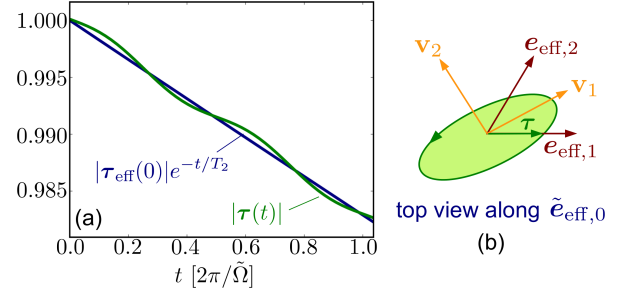 1.000
0.995
0.990
0.985
|τ_eff(0)|e^{-t/T_2}
|τ(t)|
(a)
0.0 0.2 0.4 0.6 0.8 1.0
t [2π/Ω̃]
v_2
e_eff,2
v_1
τ
e_eff,1
top view along ẽ_eff,0
(b)